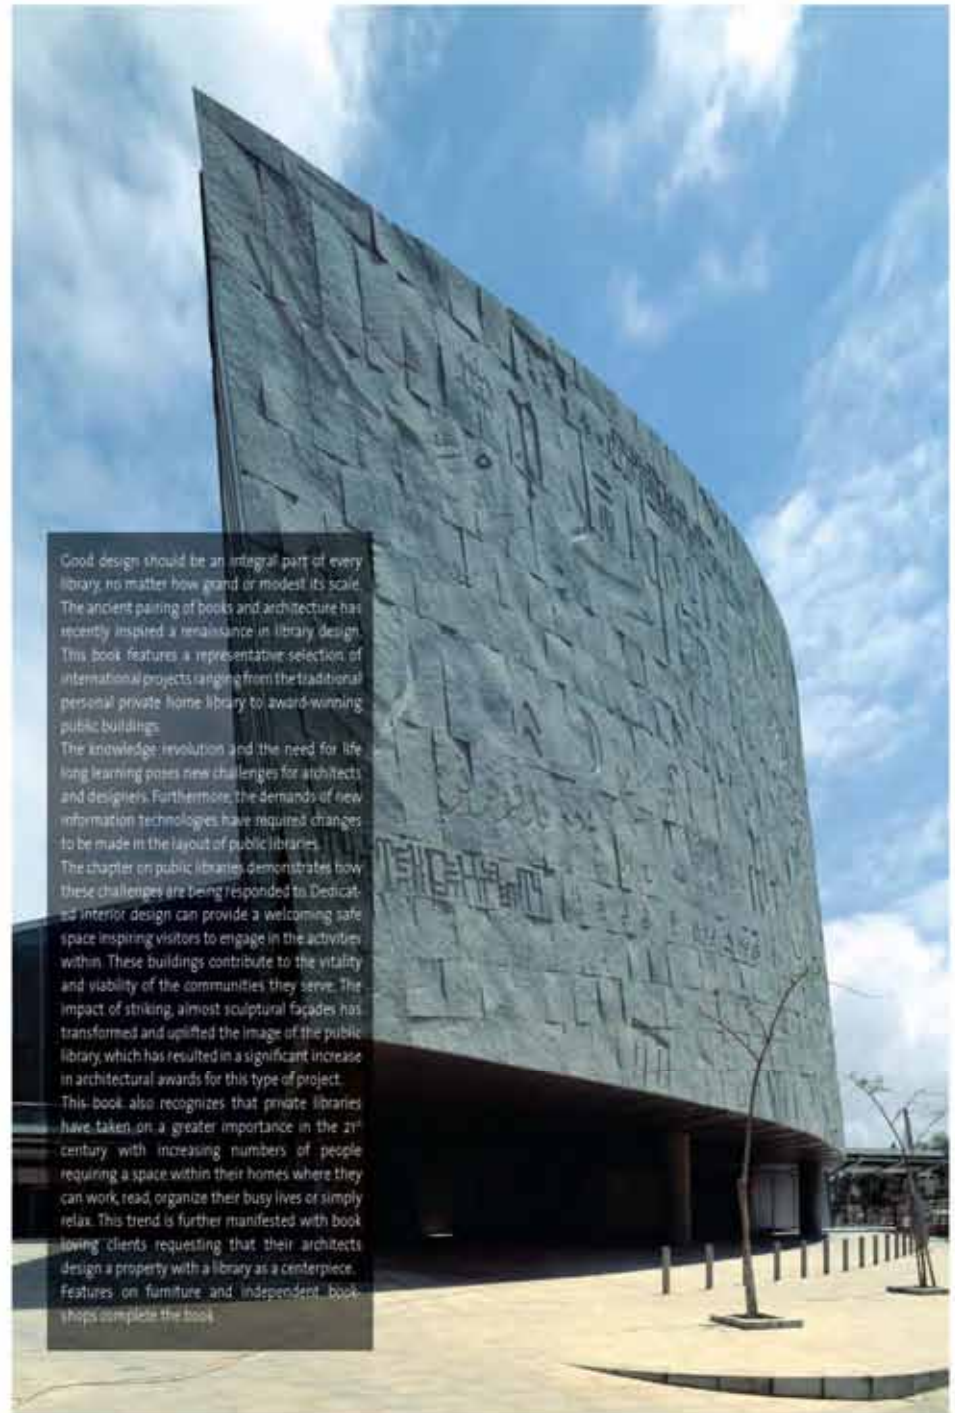 Good design should be an integral part of every
library, no matter how grand or modest its scale.
The ancient pairing of books and architecture has
recently inspired a renaissance in library design.
This book features a representative selection of
international projects ranging from the traditional
personal private home library to award-winning
public buildings.
The knowledge revolution and the need for life
long learning poses new challenges for architects
and designers. Furthermore, the demands of new
information technologies have required changes
to be made in the layout of public libraries.
The chapter on public libraries demonstrates how
these challenges are being responded to. Dedicat-
ed interior design can provide a welcoming safe
space inspiring visitors to engage in the activities
within. These buildings contribute to the vitality
and viability of the communities they serve. The
impact of striking, almost sculptural façades has
transformed and uplifted the image of the public
library, which has resulted in a significant increase
in architectural awards for this type of project.
This book also recognizes that private libraries
have taken on a greater importance in the 21st
century with increasing numbers of people
requiring a space within their homes where they
can work, read, organize their busy lives or simply
relax. This trend is further manifested with book
loving clients requesting that their architects
design a property with a library as a centerpiece.
Features on furniture and independent book
shops complete the book.